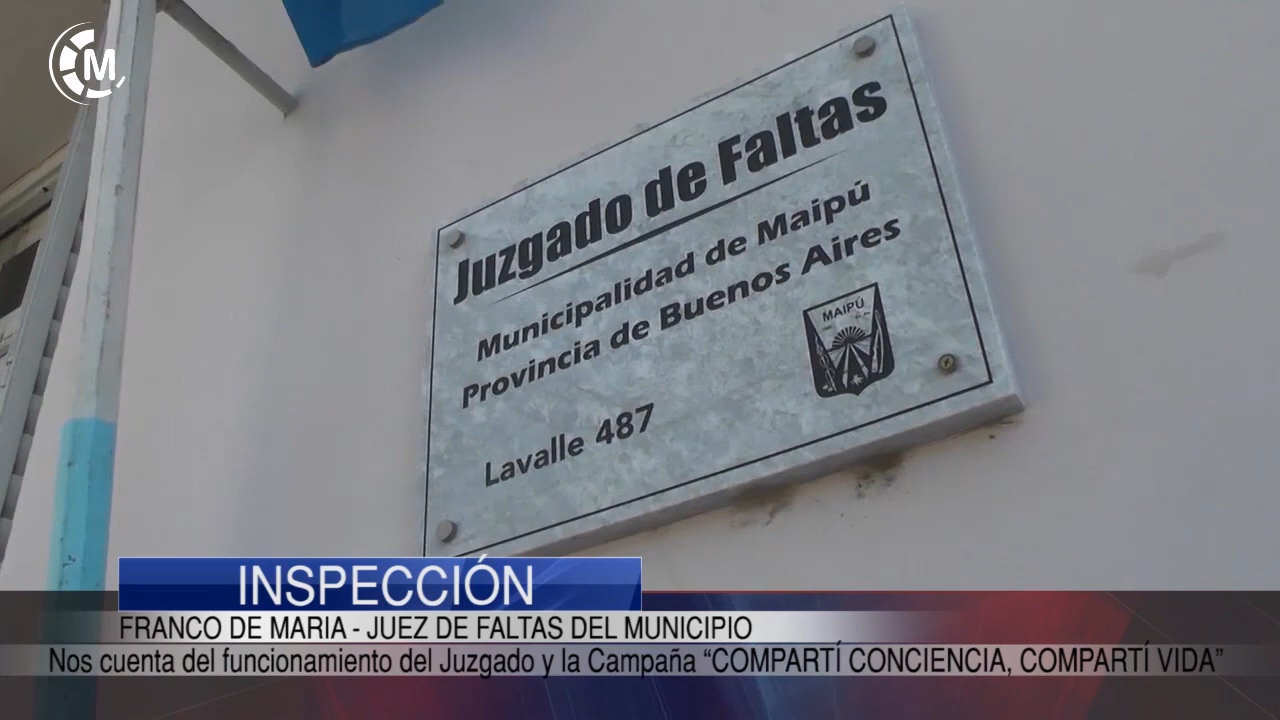 M
Juzgado de Faltas
Municipalidad de Maipú
Provincia de Buenos Aires
MAIPÚ
Lavalle 487
INSPECCIÓN
FRANCO DE MARIA - JUEZ DE FALTAS DEL MUNICIPIO
Nos cuenta del funcionamiento del Juzgado y la Campaña “COMPARTÍ CONCIENCIA, COMPARTÍ VIDA”